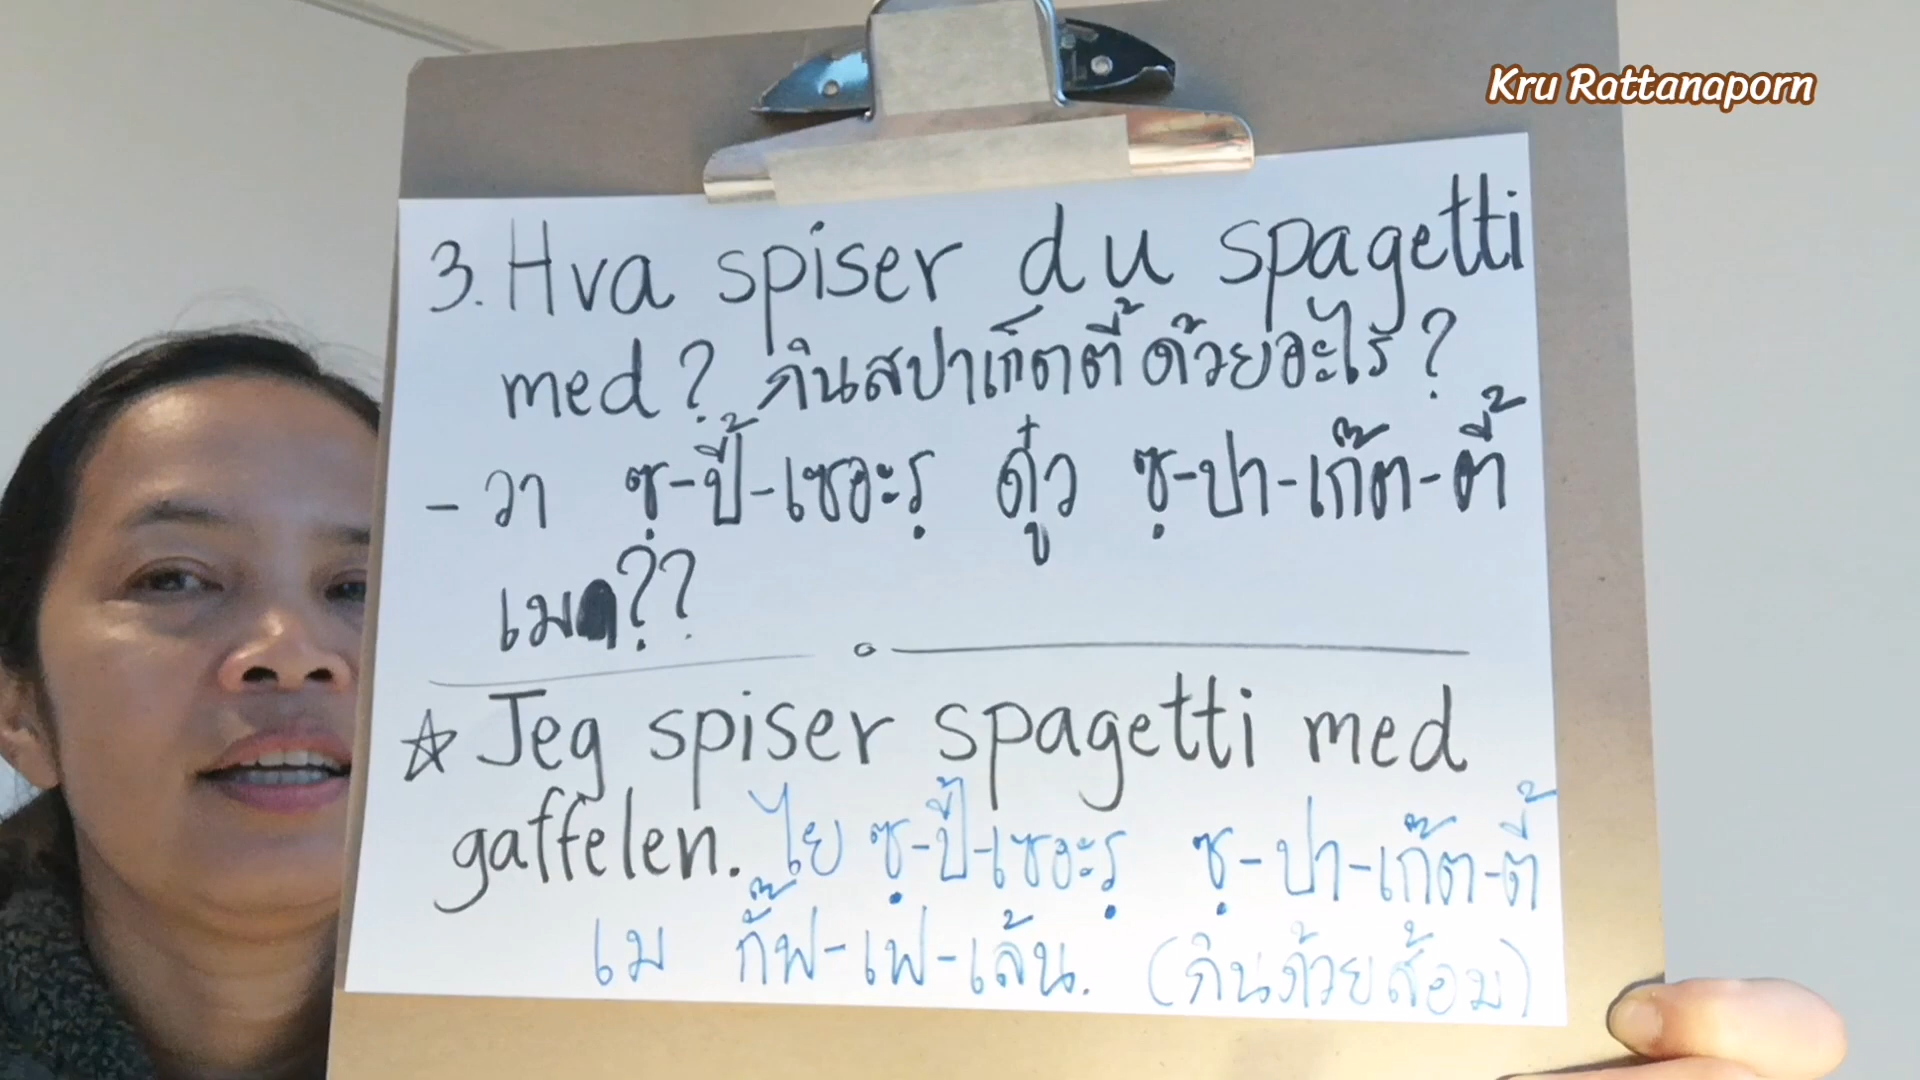 Kru Rattanaporn
3. Hva spiser du spagetti
med? กินสปาเก็ตตี้ด้วยอะไร?
- วา ซฺ-ปี้-เซอะรฺ ดู๋ว ซฺ-ปา-เก๊ต-ตี้
เม??
☆ Jeg spiser spagetti med
gaffelen. ไย ซฺ-ปี้-เซอะรฺ ซฺ-ปา-เก๊ต-ตี้
เม กั๊ฟ-เฟ-เล้น. (กินด้วยส้อม)